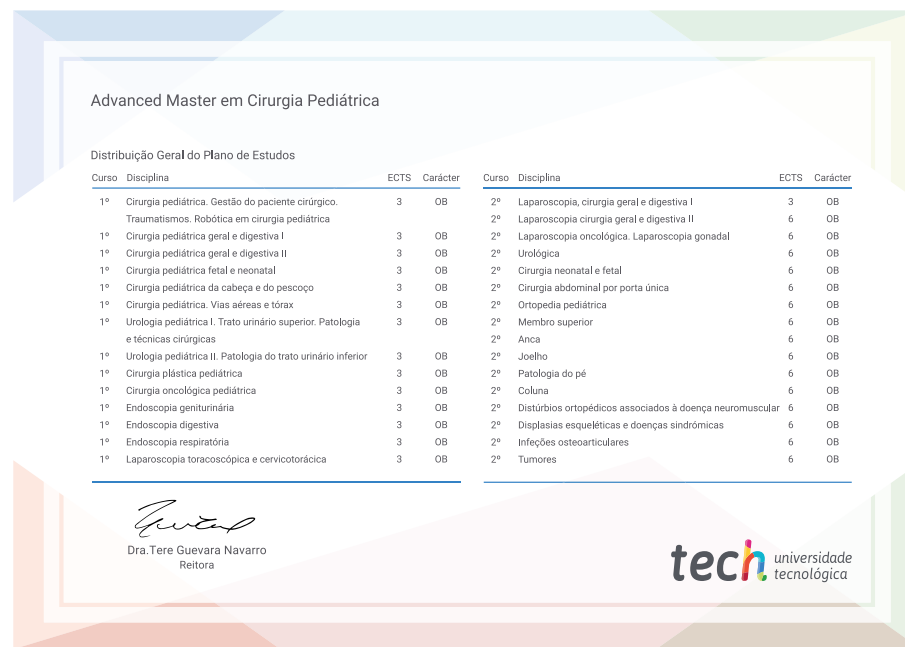 Advanced Master em Cirurgia Pediátrica
Distribuição Geral do Plano de Estudos
Curso Disciplina ECTS Carácter
1º Cirurgia pediátrica. Gestão do paciente cirúrgico. 3 OB
Traumatismos. Robótica em cirurgia pediátrica
1º Cirurgia pediátrica geral e digestiva I 3 OB
1º Cirurgia pediátrica geral e digestiva II 3 OB
1º Cirurgia pediátrica fetal e neonatal 3 OB
1º Cirurgia pediátrica da cabeça e do pescoço 3 OB
1º Cirurgia pediátrica. Vias aéreas e tórax 3 OB
1º Urologia pediátrica I. Trato urinário superior. Patologia 3 OB
e técnicas cirúrgicas
1º Urologia pediátrica II. Patologia do trato urinário inferior 3 OB
1º Cirurgia plástica pediátrica 3 OB
1º Cirurgia oncológica pediátrica 3 OB
1º Endoscopia geniturinária 3 OB
1º Endoscopia digestiva 3 OB
1º Endoscopia respiratória 3 OB
1º Laparoscopia toracoscópica e cervicotorácica 3 OB
Curso Disciplina ECTS Carácter
2º Laparoscopia, cirurgia geral e digestiva I 3 OB
2º Laparoscopia cirurgia geral e digestiva II 6 OB
2º Laparoscopia oncológica. Laparoscopia gonadal 6 OB
2º Urológica 6 OB
2º Cirurgia neonatal e fetal 6 OB
2º Cirurgia abdominal por porta única 6 OB
2º Ortopedia pediátrica 6 OB
2º Membro superior 6 OB
2º Anca 6 OB
2º Joelho 6 OB
2º Patologia do pé 6 OB
2º Coluna 6 OB
2º Distúrbios ortopédicos associados à doença neuromuscular 6 OB
2º Displasias esqueléticas e doenças sindrómicas 6 OB
2º Infeções osteoarticulares 6 OB
2º Tumores 6 OB
Dra.Tere Guevara Navarro
Reitora
tech universidade
tecnológica